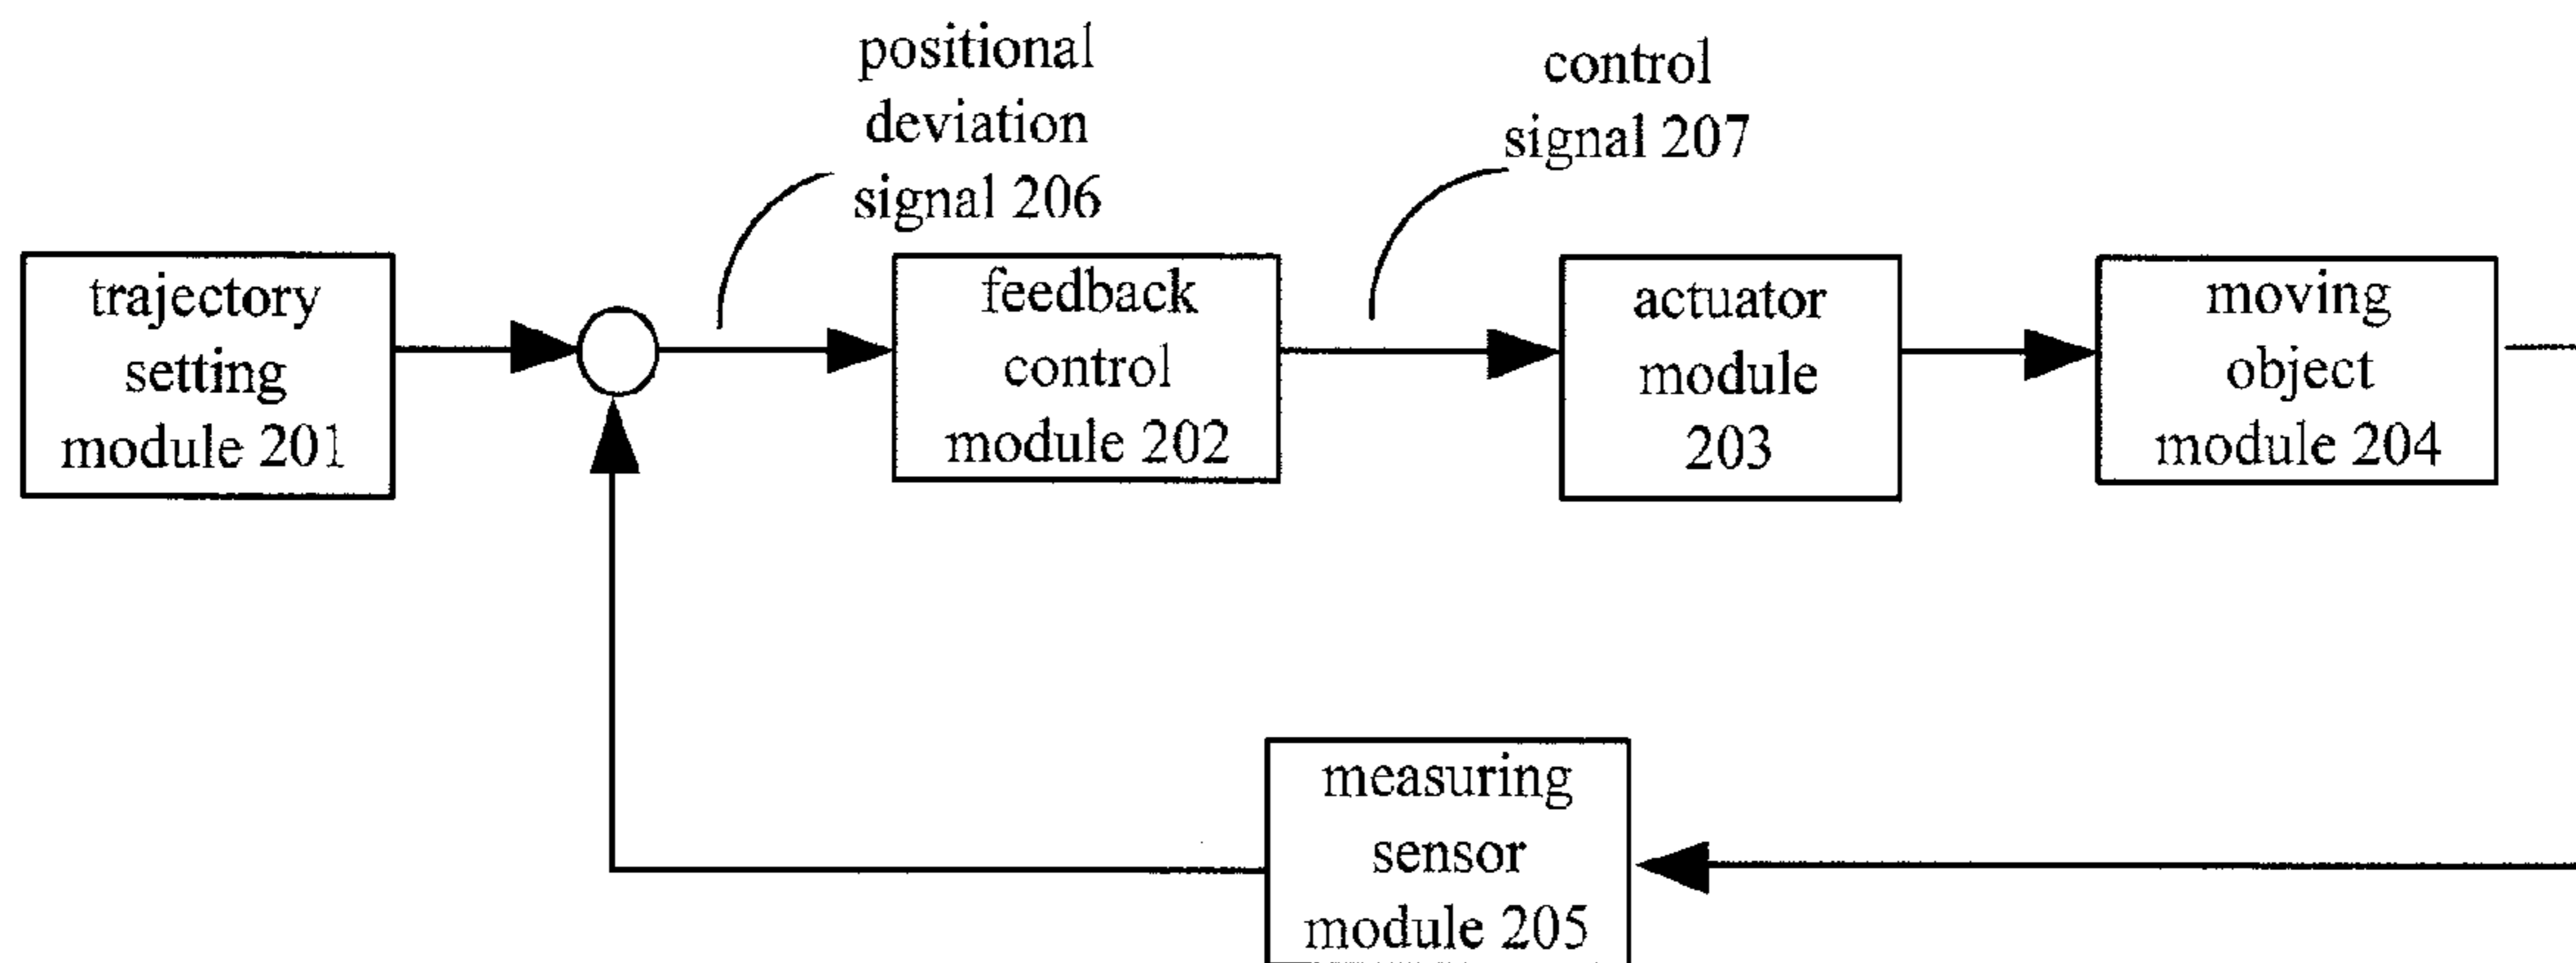 positional
deviation
signal 206
control
signal 207
trajectory
setting
module 201
feedback
control
module 202
actuator
module
203
moving
object
module 204
measuring
sensor
module 205